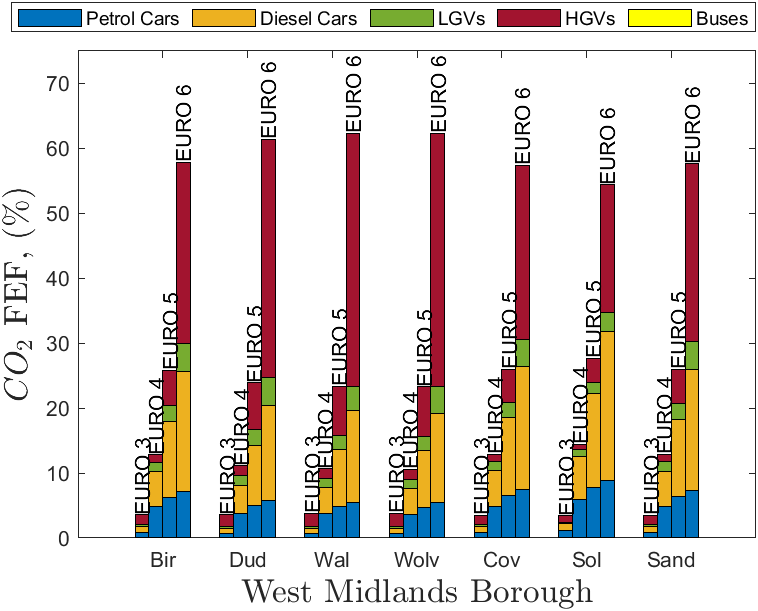 Petrol Cars Diesel Cars LGVs HGVs Buses
CO₂ FEF, (%)
70
60
50
40
30
20
10
0
EURO 3 EURO 4 EURO 5 EURO 6
EURO 3 EURO 4 EURO 5 EURO 6
EURO 3 EURO 4 EURO 5 EURO 6
EURO 3 EURO 4 EURO 5 EURO 6
EURO 3 EURO 4 EURO 5 EURO 6
EURO 3 EURO 4 EURO 5 EURO 6
EURO 3 EURO 4 EURO 5 EURO 6
Bir Dud Wal Wolv Cov Sol Sand
West Midlands Borough